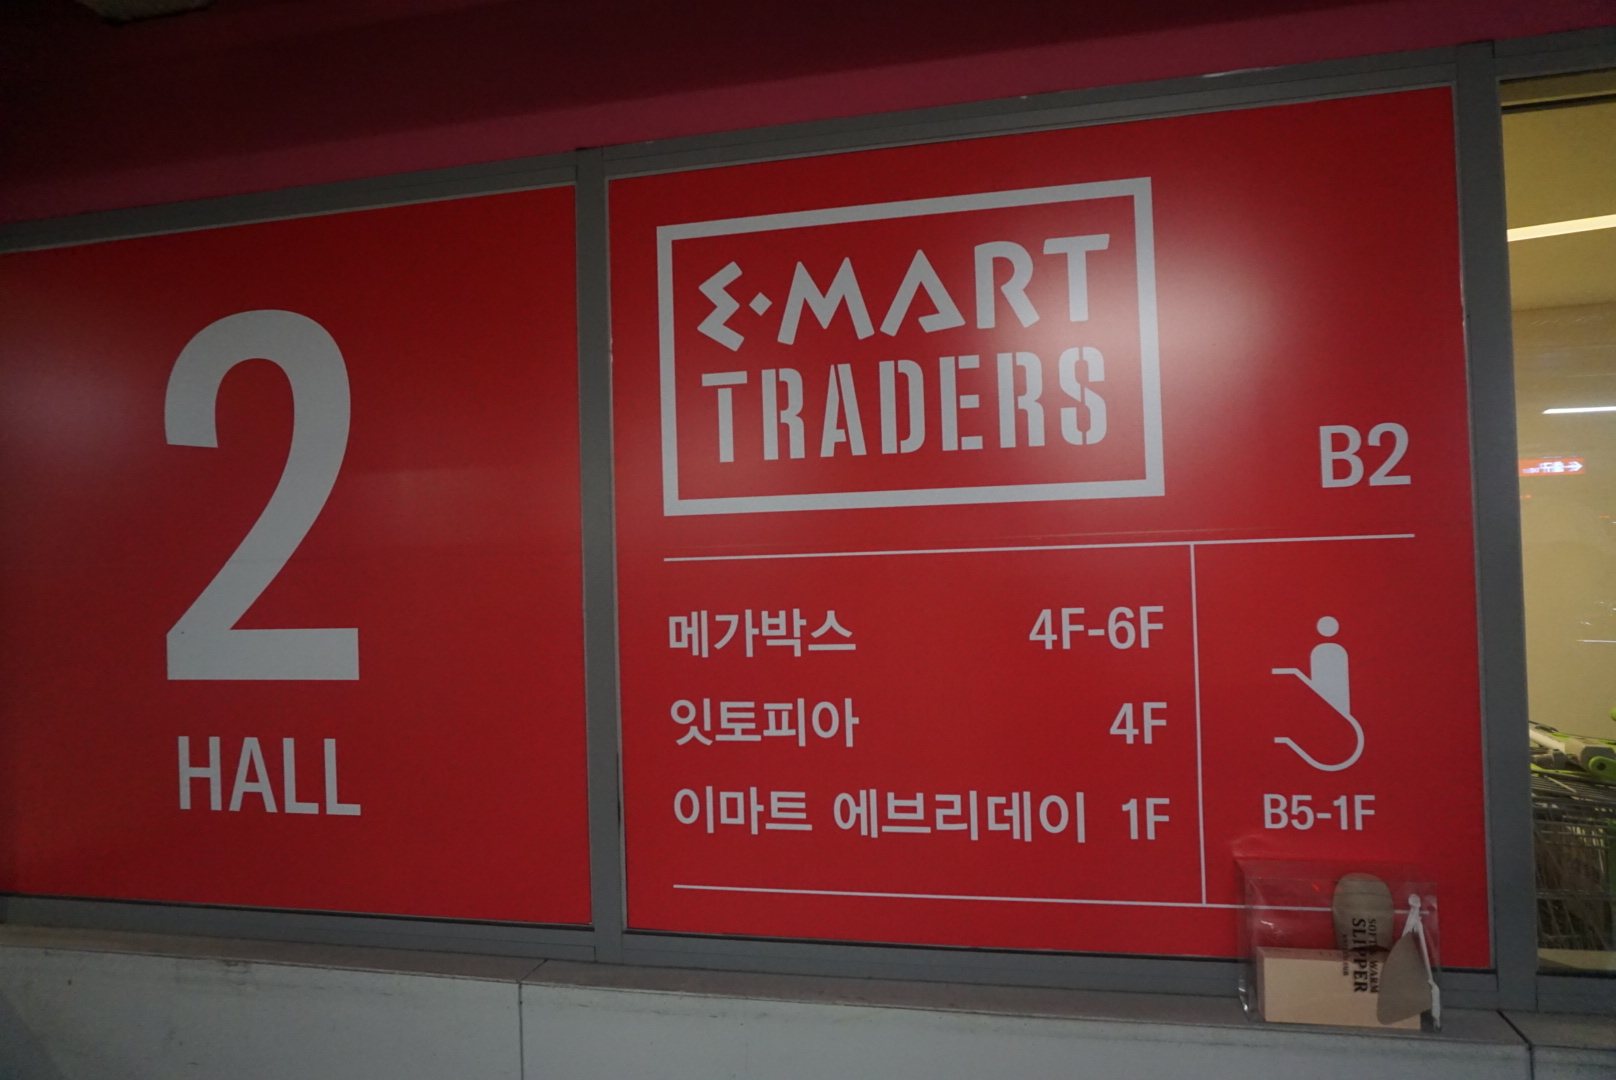 2
HALL
E·MART
TRADERS
B2
메가박스 4F-6F
잇토피아 4F
이마트 에브리데이 1F
B5-1F
SLIPPER